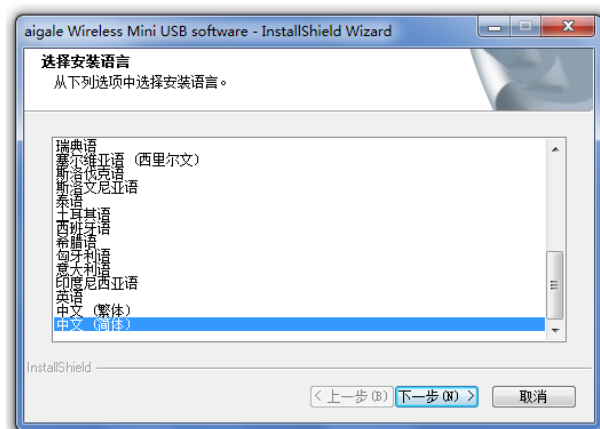 aigale Wireless Mini USB software - InstallShield Wizard
选择安装语言
从下列选项中选择安装语言。
瑞典语
塞尔维亚语 (西里尔文)
斯洛伐克语
斯洛文尼亚语
泰语
土耳其语
西班牙语
希腊语
匈牙利语
意大利语
印度尼西亚语
英语
中文 (繁体)
中文 (简体)
InstallShield
< 上一步(B) 下一步(N) > 取消